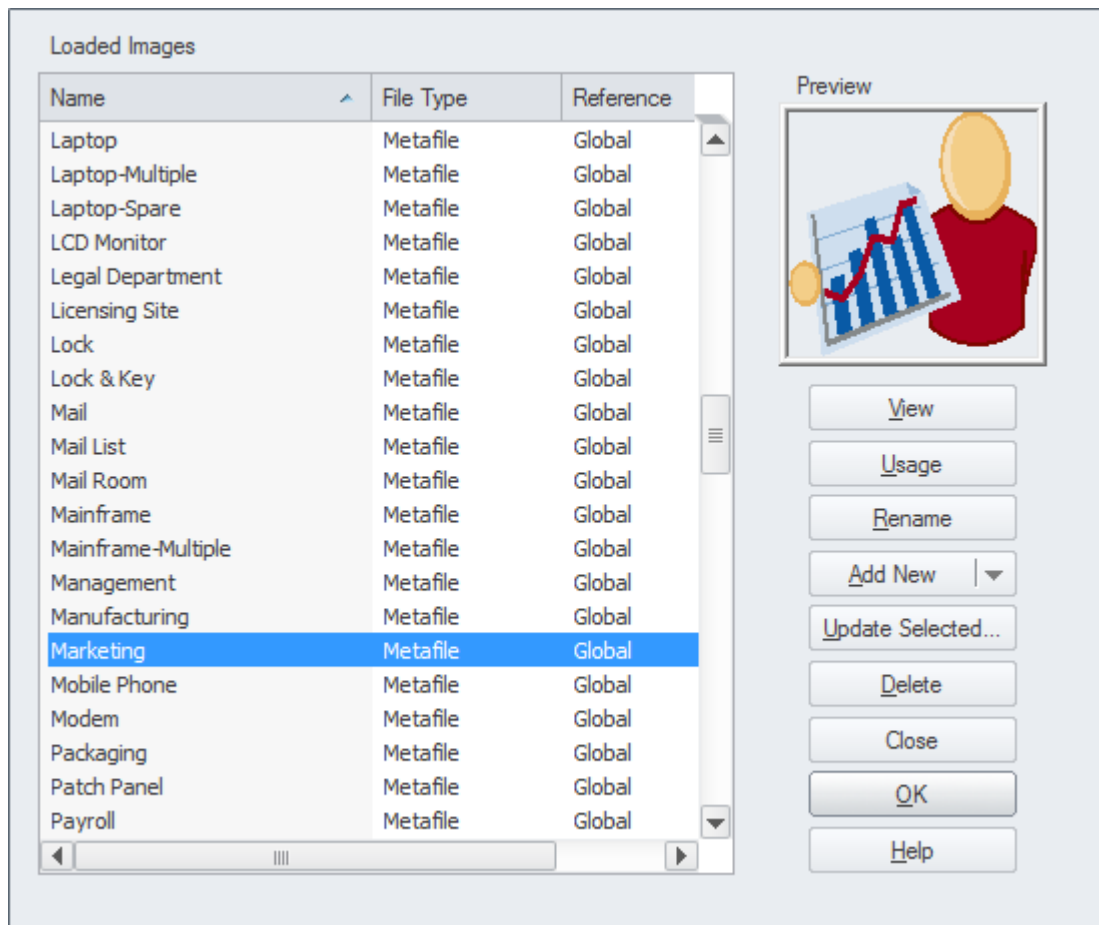 Loaded Images
Name File Type Reference
Laptop Metafile Global
Laptop-Multiple Metafile Global
Laptop-Spare Metafile Global
LCD Monitor Metafile Global
Legal Department Metafile Global
Licensing Site Metafile Global
Lock Metafile Global
Lock & Key Metafile Global
Mail Metafile Global
Mail List Metafile Global
Mail Room Metafile Global
Mainframe Metafile Global
Mainframe-Multiple Metafile Global
Management Metafile Global
Manufacturing Metafile Global
Marketing Metafile Global
Mobile Phone Metafile Global
Modem Metafile Global
Packaging Metafile Global
Patch Panel Metafile Global
Payroll Metafile Global
Preview
View
Usage
Rename
Add New
Update Selected...
Delete
Close
OK
Help